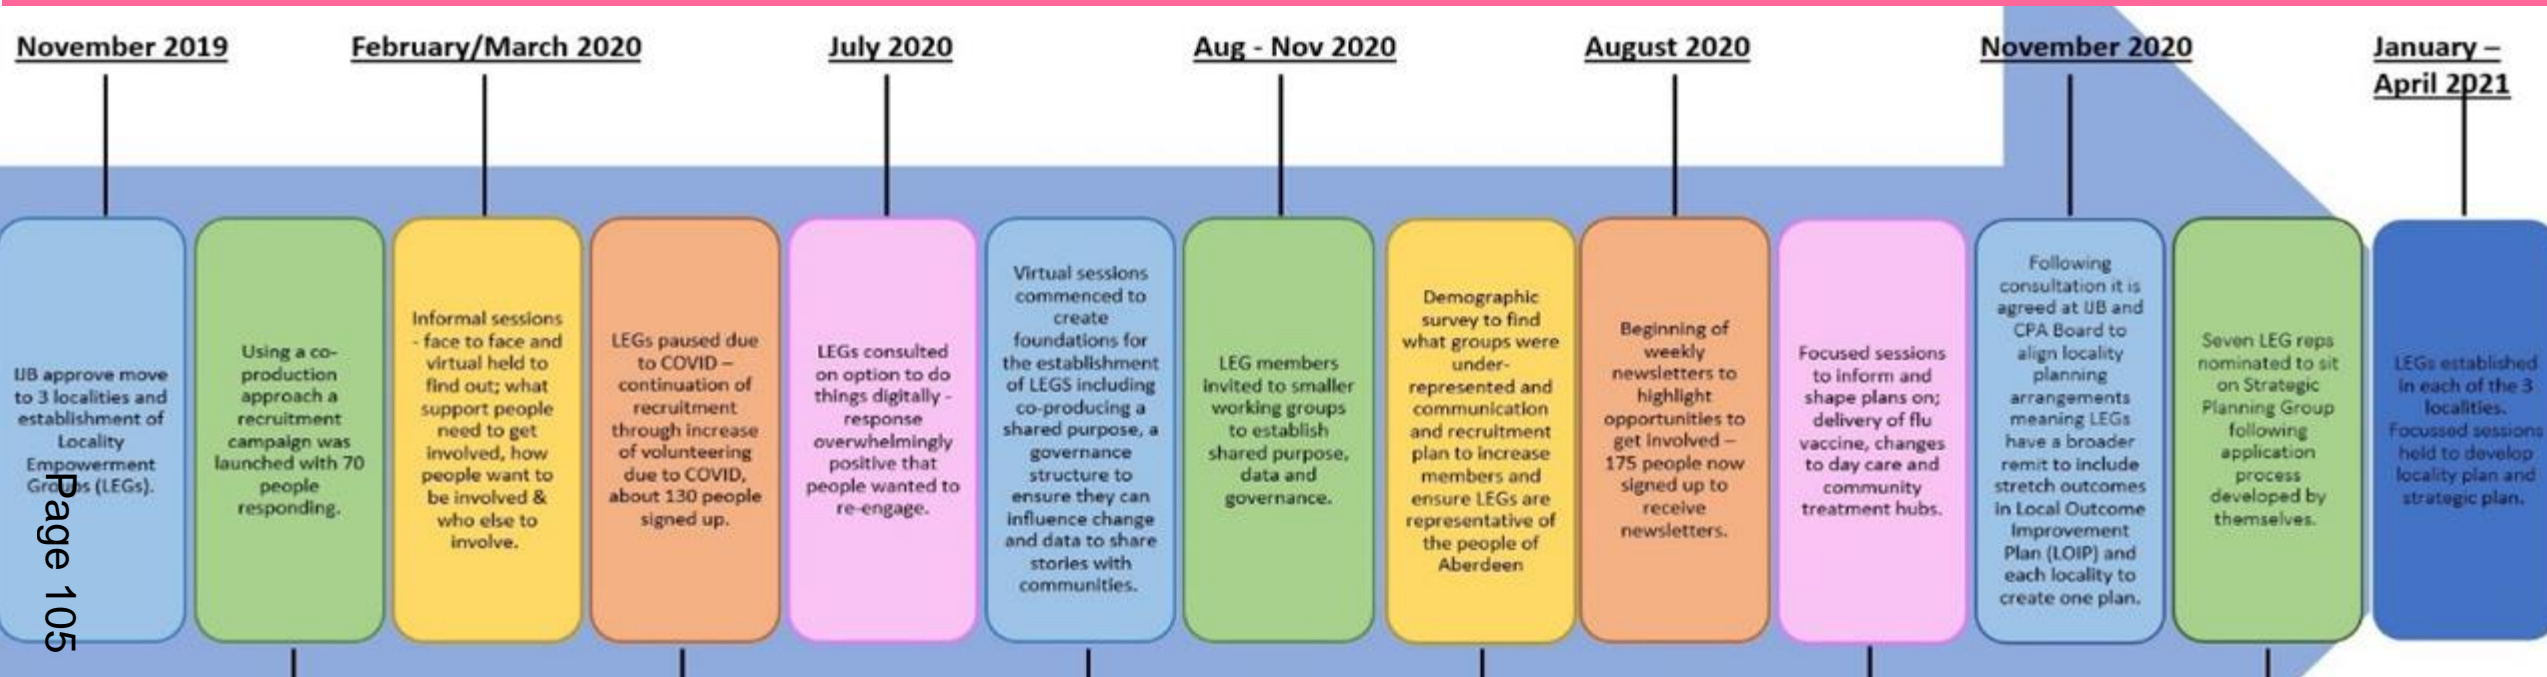 November 2019
February/March 2020
July 2020
Aug - Nov 2020
August 2020
November 2020
January –
April 2021
IJB approve move
to 3 localities and
establishment of
Locality
Empowerment
Groups (LEGs).
Using a co-
production
approach a
recruitment
campaign was
launched with 70
people
responding.
Informal sessions
- face to face and
virtual held to
find out; what
support people
need to get
involved, how
people want to
be involved &
who else to
involve.
LEGs paused due
to COVID –
continuation of
recruitment
through increase
of volunteering
due to COVID,
about 130 people
signed up.
LEGs consulted
on option to do
things digitally -
response
overwhelmingly
positive that
people wanted to
re-engage.
Virtual sessions
commenced to
create
foundations for
the establishment
of LEGS including
co-producing a
shared purpose, a
governance
structure to
ensure they can
influence change
and data to share
stories with
communities.
LEG members
invited to smaller
working groups
to establish
shared purpose,
data and
governance.
Demographic
survey to find
what groups were
under-
represented and
communication
and recruitment
plan to increase
members and
ensure LEGs are
representative of
the people of
Aberdeen
Beginning of
weekly
newsletters to
highlight
opportunities to
get involved –
175 people now
signed up to
receive
newsletters.
Focused sessions
to inform and
shape plans on;
delivery of flu
vaccine, changes
to day care and
community
treatment hubs.
Following
consultation it is
agreed at IJB and
CPA Board to
align locality
planning
arrangements
meaning LEGs
have a broader
remit to include
stretch outcomes
in Local Outcome
Improvement
Plan (LOIP) and
each locality to
create one plan.
Seven LEG reps
nominated to sit
on Strategic
Planning Group
following
application
process
developed by
themselves.
LEGs established
in each of the 3
localities.
Focussed sessions
held to develop
locality plan and
strategic plan.
Page 105